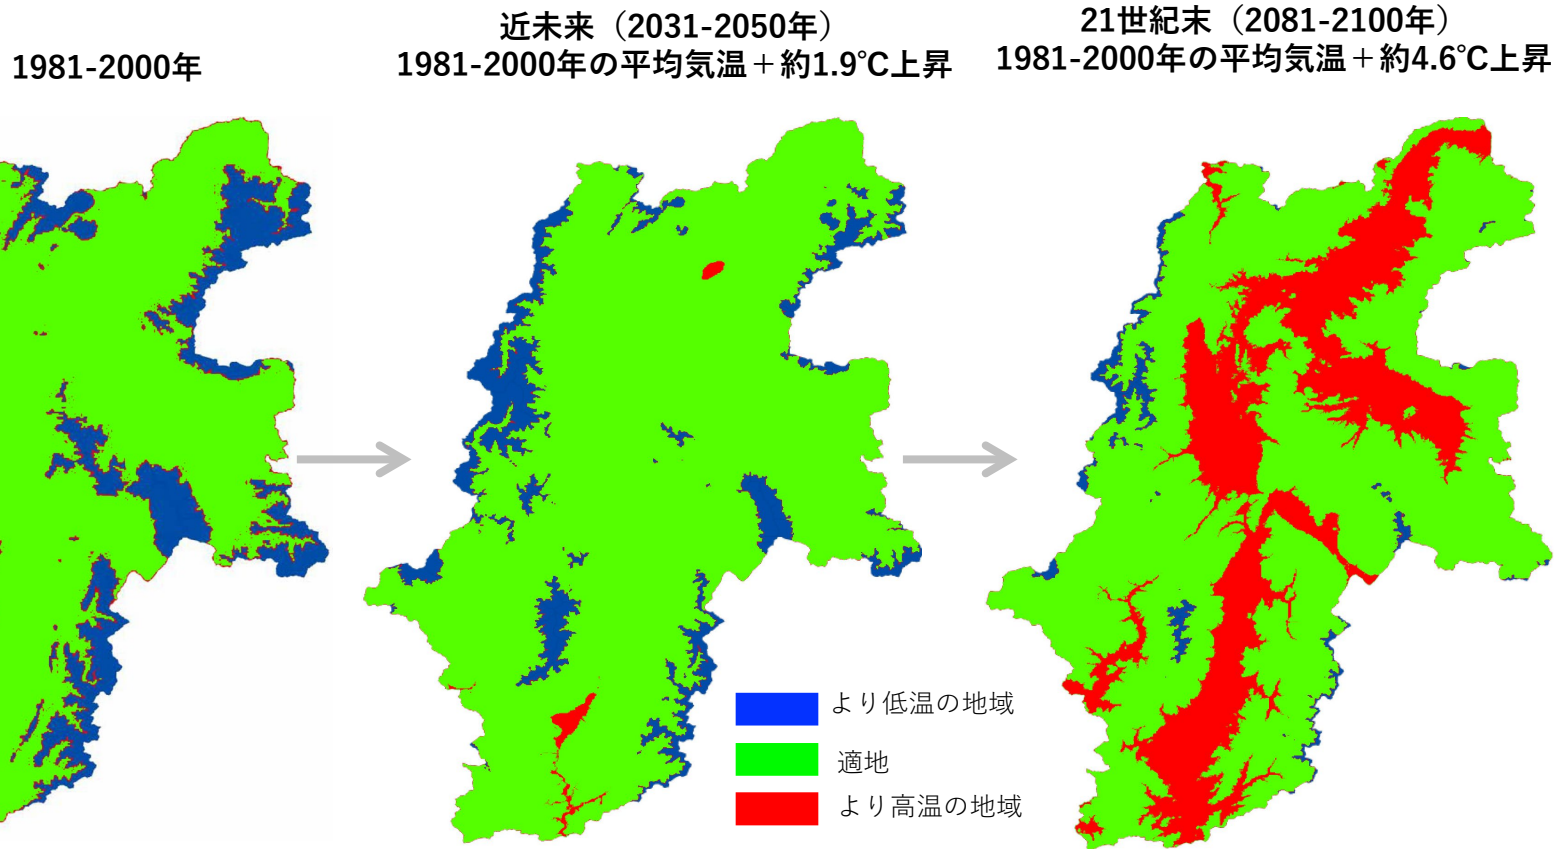 1981-2000年
近未来（2031-2050年）
1981-2000年の平均気温＋約1.9℃上昇
21世紀末（2081-2100年）
1981-2000年の平均気温＋約4.6℃上昇
より低温の地域
適地
より高温の地域